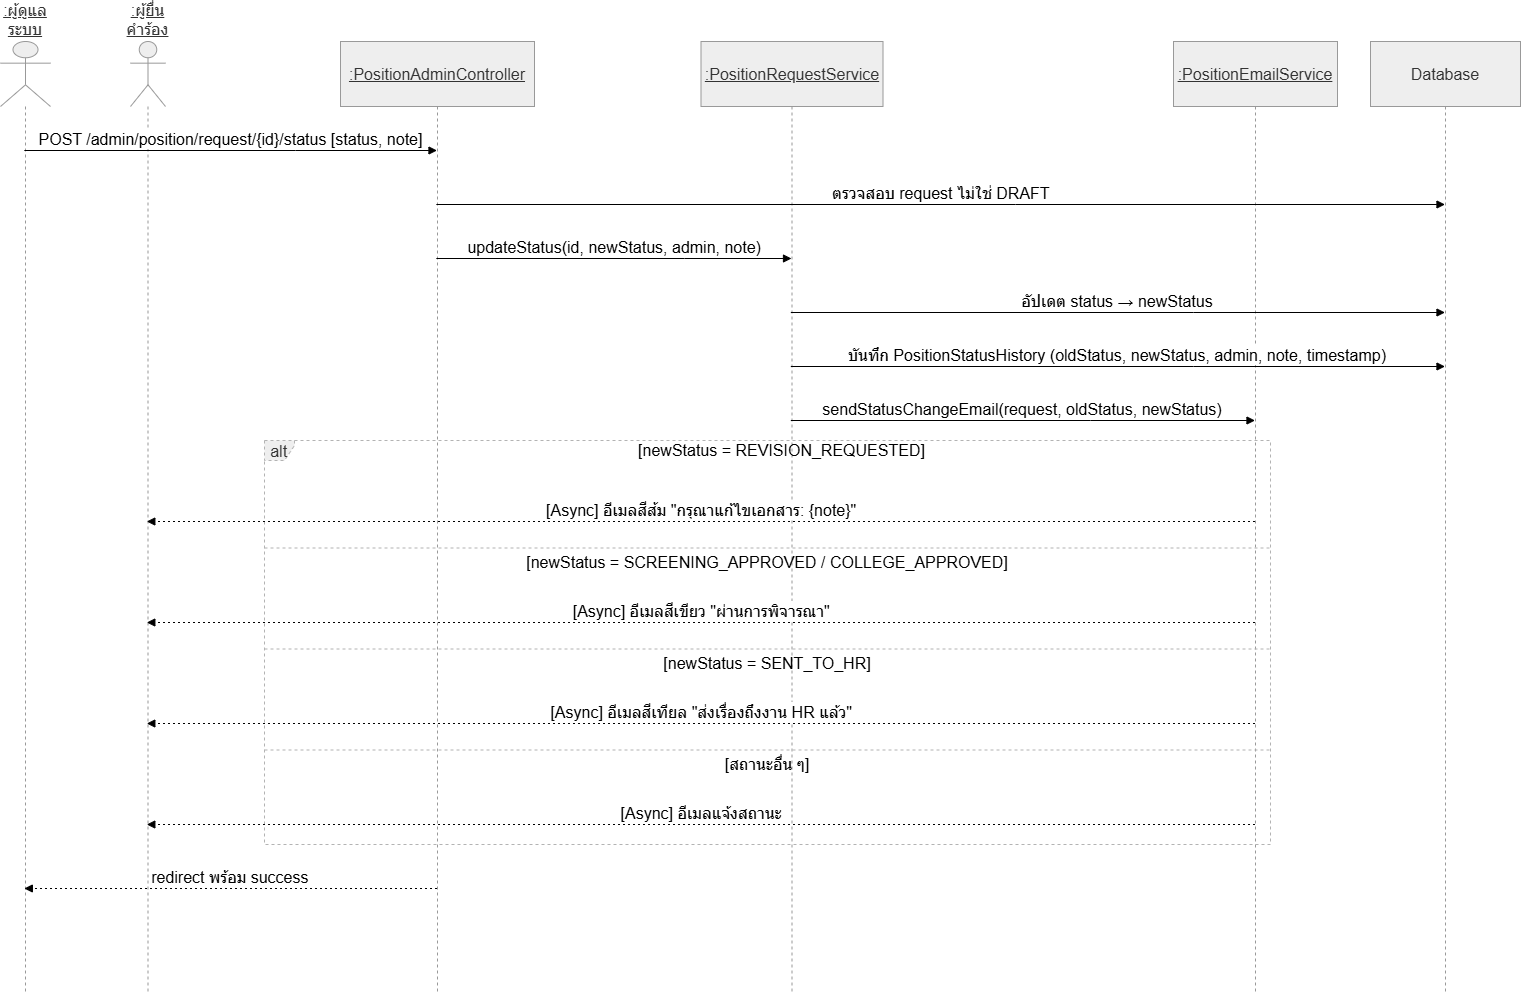 :ผู้ดูแล
ระบบ
:ผู้ยื่น
คำร้อง
:PositionAdminController
:PositionRequestService
:PositionEmailService
Database
POST /admin/position/request/{id}/status [status, note]
ตรวจสอบ request ไม่ใช่ DRAFT
updateStatus(id, newStatus, admin, note)
อัปเดต status → newStatus
บันทึก PositionStatusHistory (oldStatus, newStatus, admin, note, timestamp)
sendStatusChangeEmail(request, oldStatus, newStatus)
alt
[newStatus = REVISION_REQUESTED]
[Async] อีเมลสีส้ม "กรุณาแก้ไขเอกสาร: {note}"
[newStatus = SCREENING_APPROVED / COLLEGE_APPROVED]
[Async] อีเมลสีเขียว "ผ่านการพิจารณา"
[newStatus = SENT_TO_HR]
[Async] อีเมลสีเทียล "ส่งเรื่องถึงงาน HR แล้ว"
[สถานะอื่น ๆ]
[Async] อีเมลแจ้งสถานะ
redirect พร้อม success